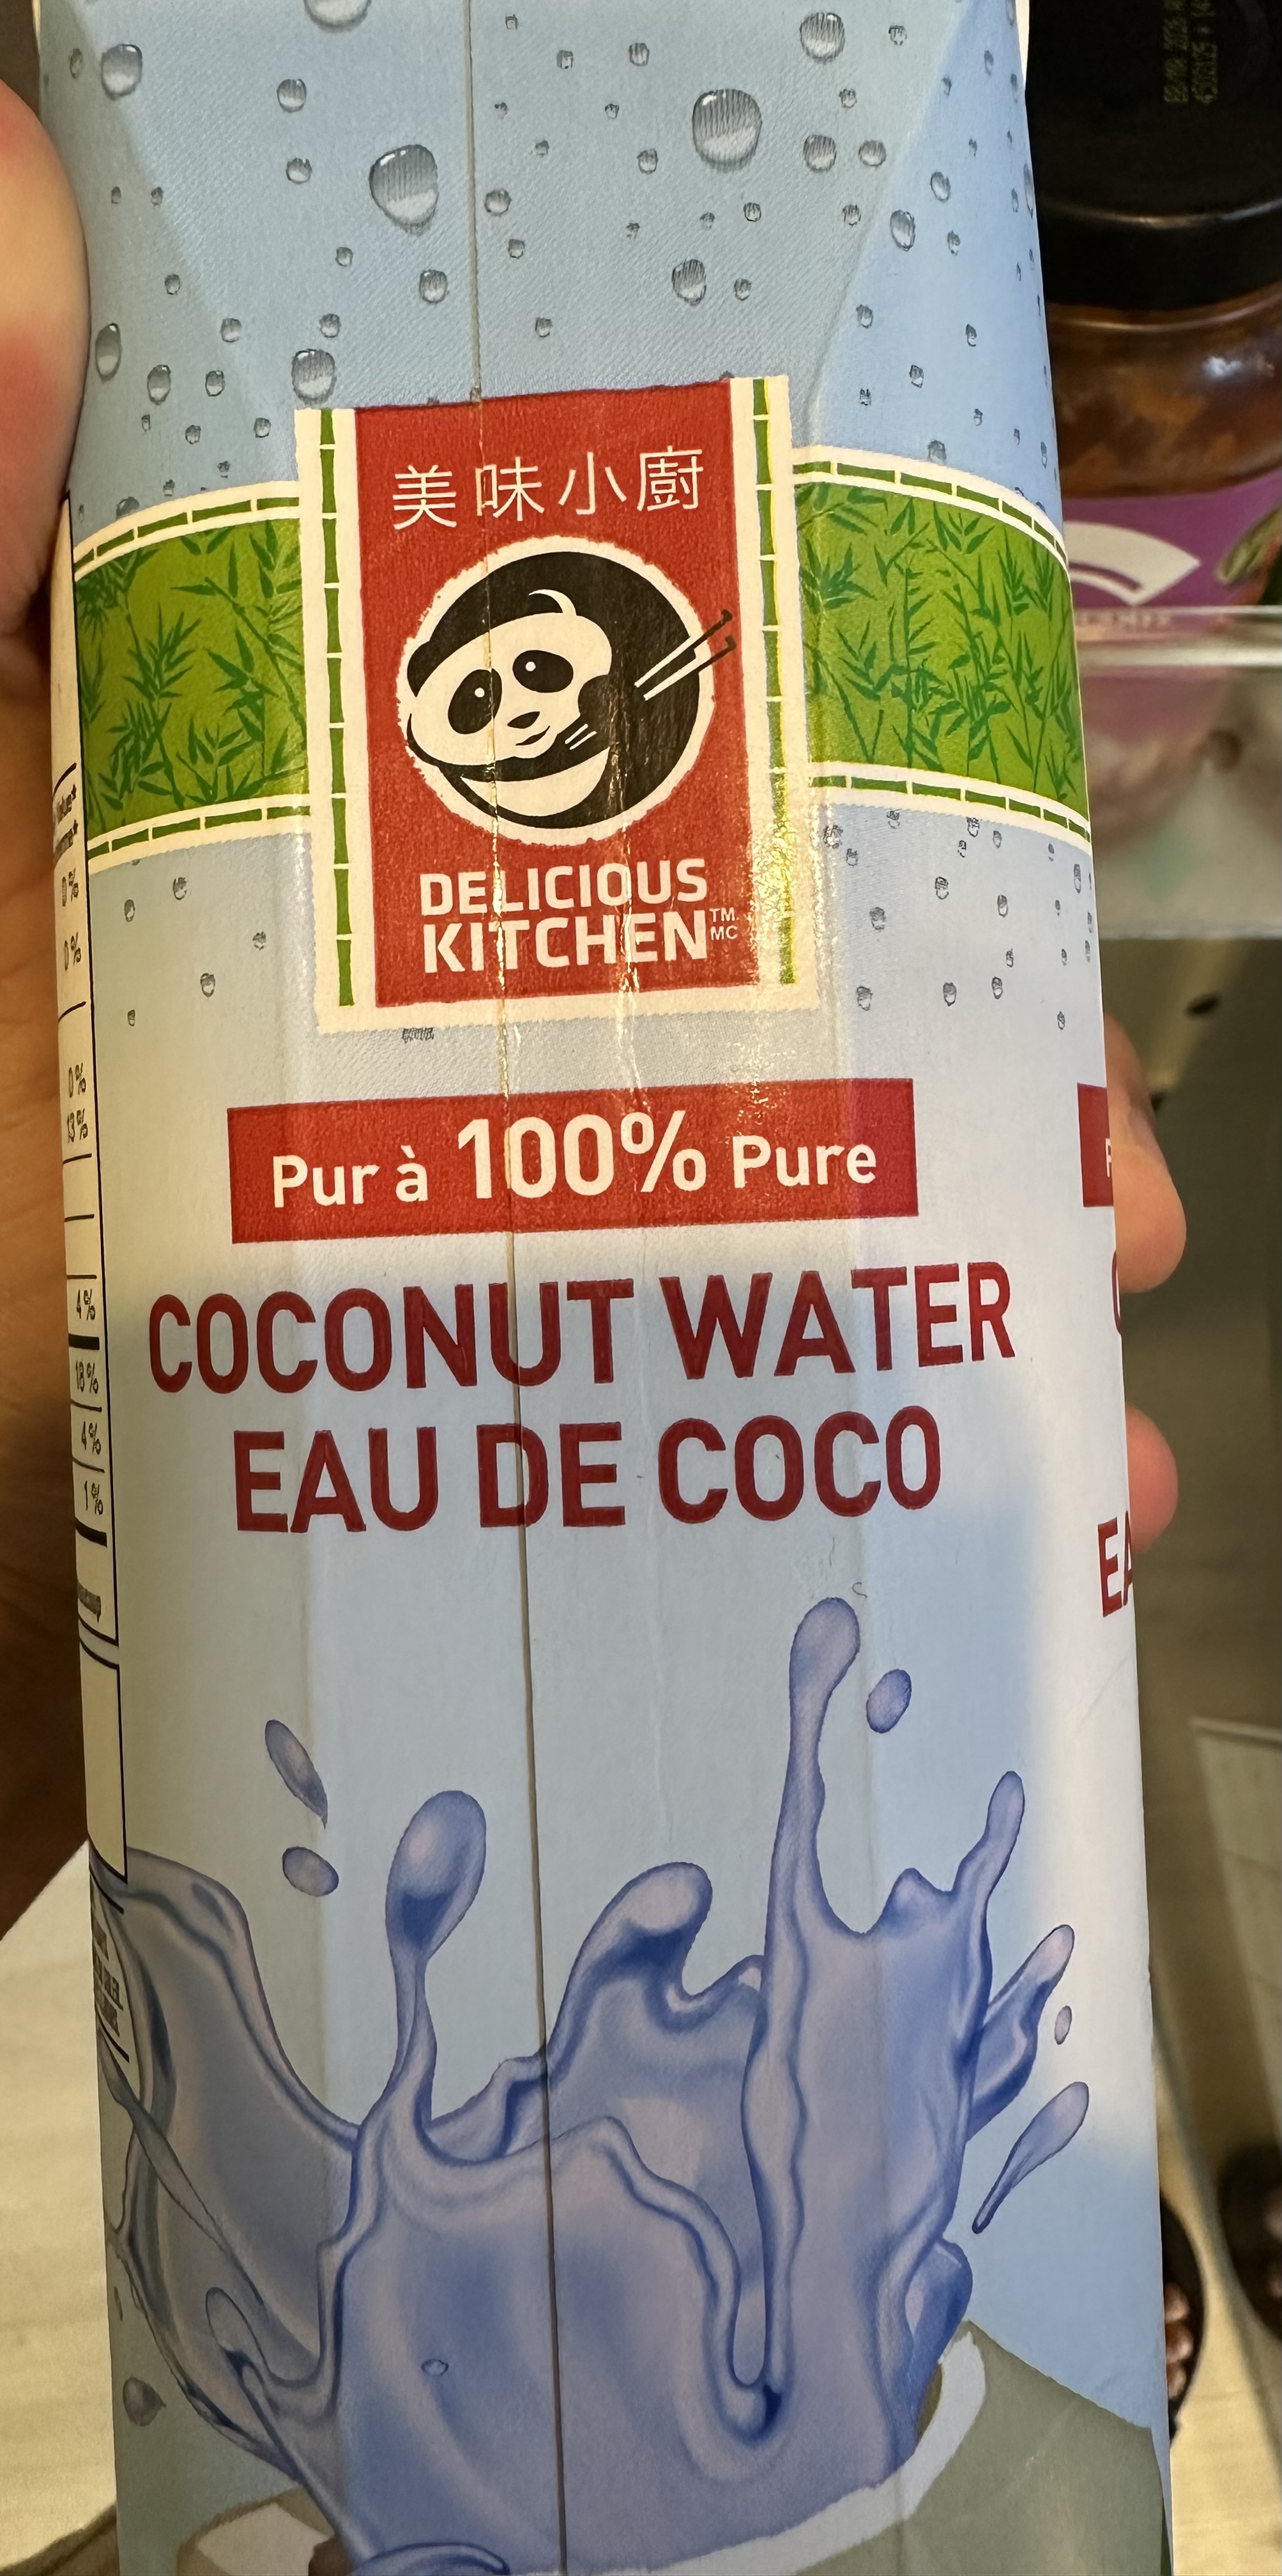 美味小廚
DELICIOUS
KITCHEN TM
MC
Pur à 100% Pure
COCONUT WATER
EAU DE COCO
EA
0 %
0 %
0 %
13 %
4 %
18 %
4 %
1 %